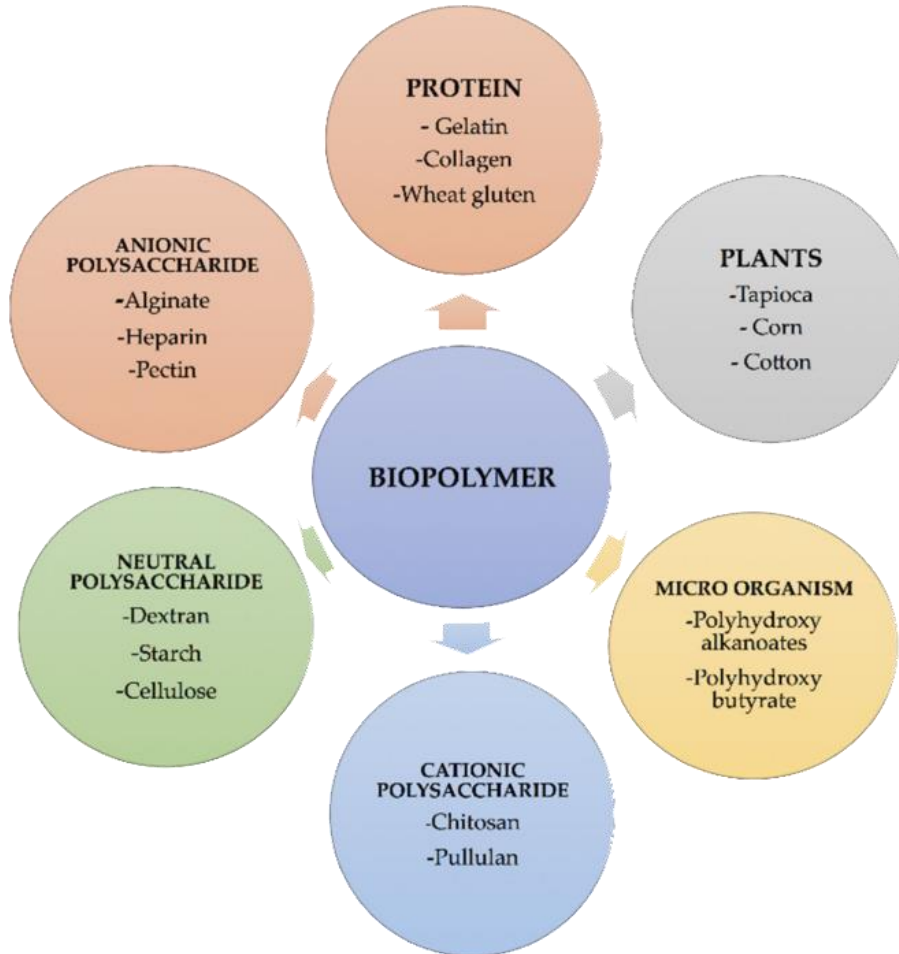 PROTEIN
- Gelatin
-Collagen
-Wheat gluten
ANIONIC
POLYSACCHARIDE
-Alginate
-Heparin
-Pectin
PLANTS
-Tapioca
- Corn
- Cotton
BIOPOLYMER
NEUTRAL
POLYSACCHARIDE
-Dextran
-Starch
-Cellulose
MICRO ORGANISM
-Polyhydroxy
alkanoates
-Polyhydroxy
butyrate
CATIONIC
POLYSACCHARIDE
-Chitosan
-Pullulan